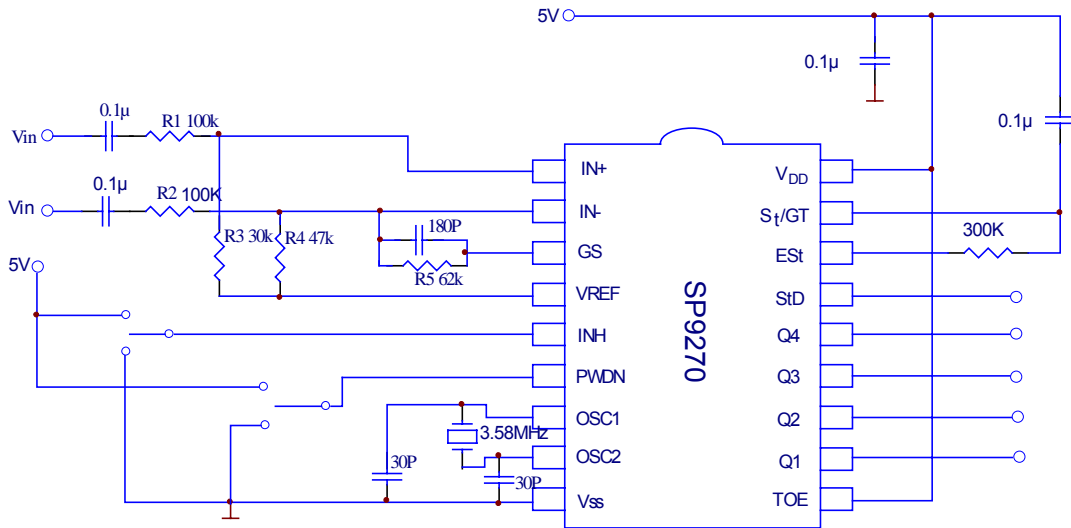 5V
0.1µ
0.1µ
0.1µ
Vin
R1 100k
0.1µ
Vin
R2 100K
R3 30k
R4 47k
180P
R5 62k
5V
300K
IN+
IN-
GS
VREF
INH
PWDN
OSC1
OSC2
Vss
SP9270
VDD
St/GT
ESt
StD
Q4
Q3
Q2
Q1
TOE
3.58MHz
30P
30P